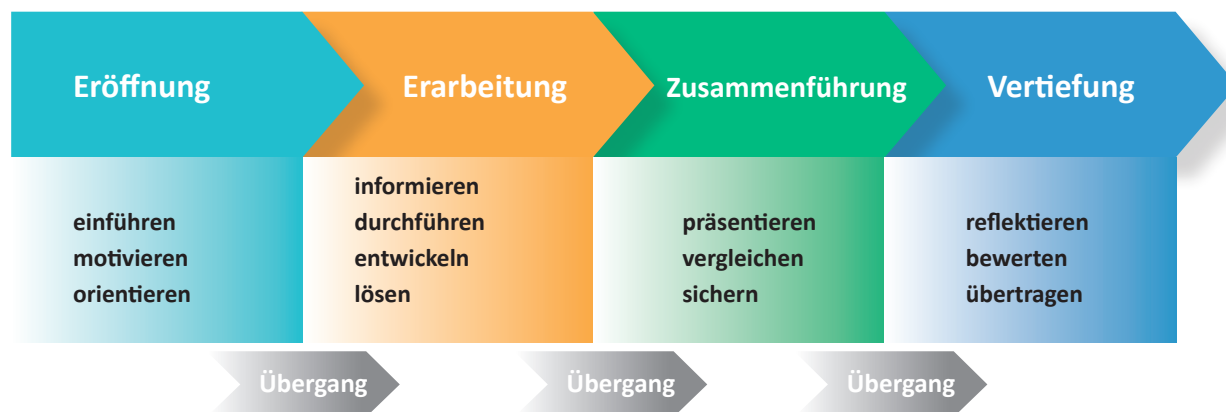 Eröffnung
Erarbeitung
Zusammenführung
Vertiefung
einführen
motivieren
orientieren
informieren
durchführen
entwickeln
lösen
präsentieren
vergleichen
sichern
reflektieren
bewerten
übertragen
Übergang
Übergang
Übergang